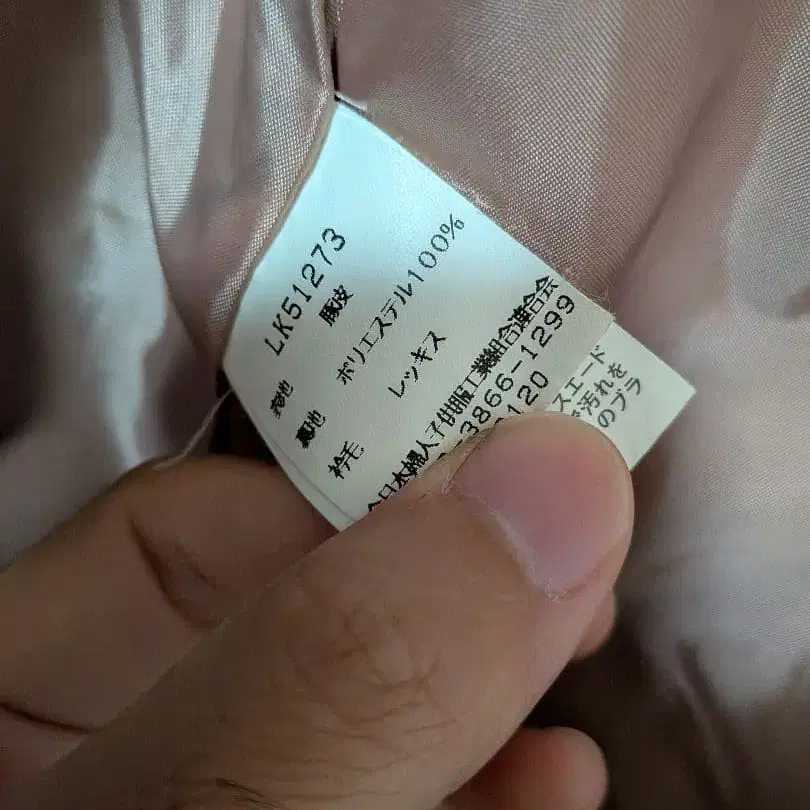 LK51273
表地 豚皮
裏地 ポリエステル100%
衿毛 レッキス
全日本婦人子供服工業組合連合会
3866-1299
120
スエード
汚れを
のブラ